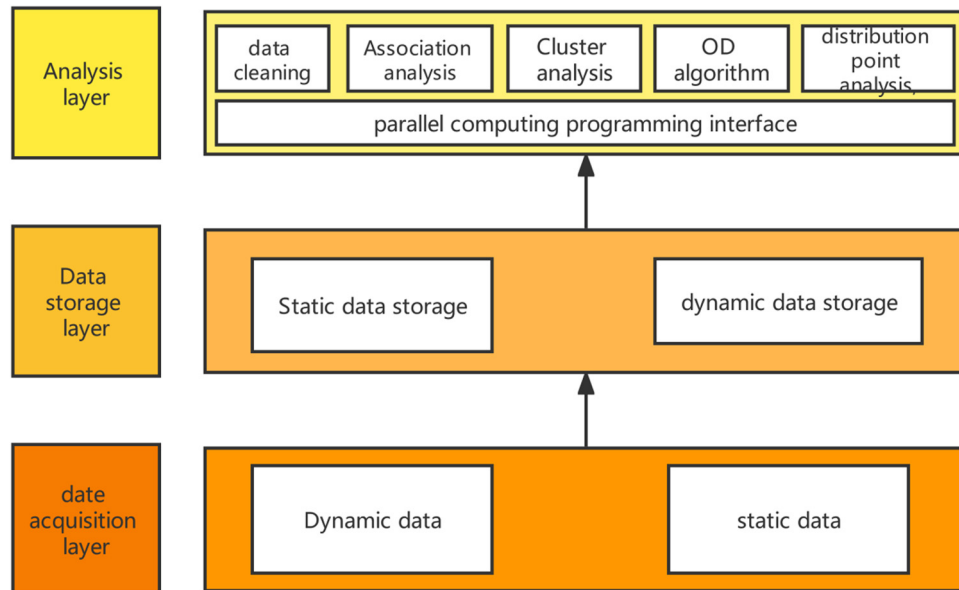 Analysis
layer
data
cleaning
Association
analysis
Cluster
analysis
OD
algorithm
distribution
point
analysis,
parallel computing programming interface
Data
storage
layer
Static data storage
dynamic data storage
date
acquisition
layer
Dynamic data
static data